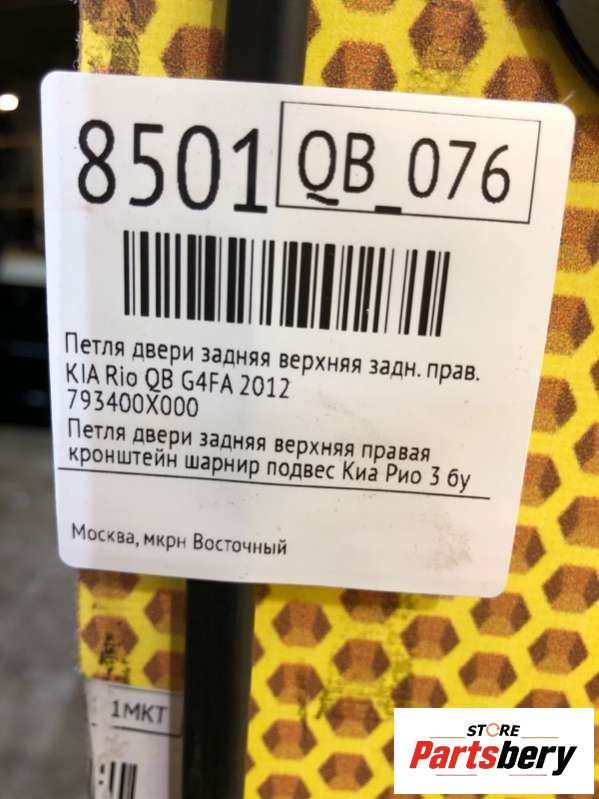 8501 QB_076
Петля двери задняя верхняя задн. прав.
KIA Rio QB G4FA 2012
793400X000
Петля двери задняя верхняя правая
кронштейн шарнир подвес Киа Рио 3 бу
Москва, мкрн Восточный
1МКТ
STORE
Partsbery